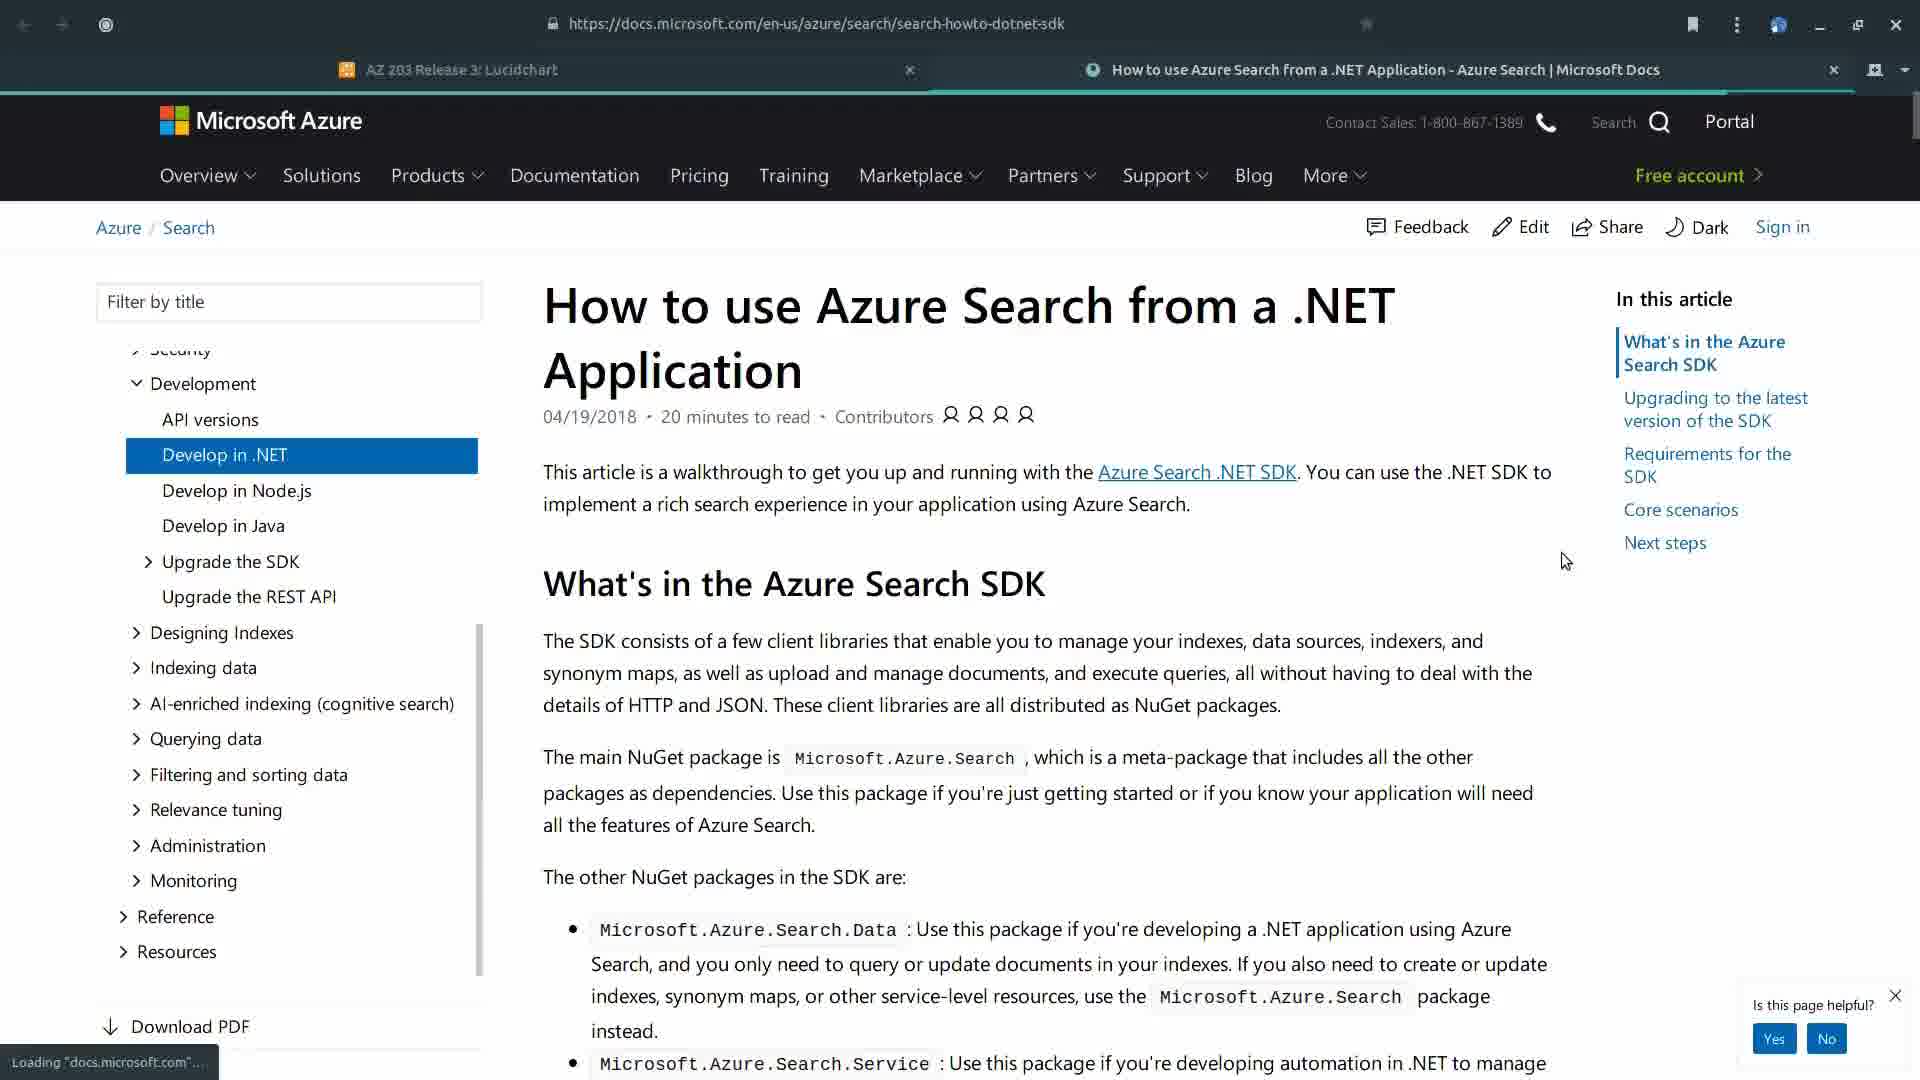 https://docs.microsoft.com/en-us/azure/search/search-howto-dotnet-sdk
AZ 203 Release 3: Lucidchart
How to use Azure Search from a .NET Application - Azure Search | Microsoft Docs
Microsoft Azure
Contact Sales: 1-800-867-1389
Search
Portal
Overview
Solutions
Products
Documentation
Pricing
Training
Marketplace
Partners
Support
Blog
More
Free account
Azure / Search
Feedback
Edit
Share
Dark
Sign in
Filter by title
Security
Development
API versions
Develop in .NET
Develop in Node.js
Develop in Java
Upgrade the SDK
Upgrade the REST API
Designing Indexes
Indexing data
AI-enriched indexing (cognitive search)
Querying data
Filtering and sorting data
Relevance tuning
Administration
Monitoring
Reference
Resources
Download PDF
Loading "docs.microsoft.com"...
How to use Azure Search from a .NET
Application
04/19/2018 • 20 minutes to read • Contributors
This article is a walkthrough to get you up and running with the Azure Search .NET SDK. You can use the .NET SDK to
implement a rich search experience in your application using Azure Search.
What's in the Azure Search SDK
The SDK consists of a few client libraries that enable you to manage your indexes, data sources, indexers, and
synonym maps, as well as upload and manage documents, and execute queries, all without having to deal with the
details of HTTP and JSON. These client libraries are all distributed as NuGet packages.
The main NuGet package is Microsoft.Azure.Search , which is a meta-package that includes all the other
packages as dependencies. Use this package if you're just getting started or if you know your application will need
all the features of Azure Search.
The other NuGet packages in the SDK are:
• Microsoft.Azure.Search.Data : Use this package if you're developing a .NET application using Azure
Search, and you only need to query or update documents in your indexes. If you also need to create or update
indexes, synonym maps, or other service-level resources, use the Microsoft.Azure.Search package
instead.
• Microsoft.Azure.Search.Service : Use this package if you're developing automation in .NET to manage
In this article
What's in the Azure
Search SDK
Upgrading to the latest
version of the SDK
Requirements for the
SDK
Core scenarios
Next steps
Is this page helpful?
Yes
No